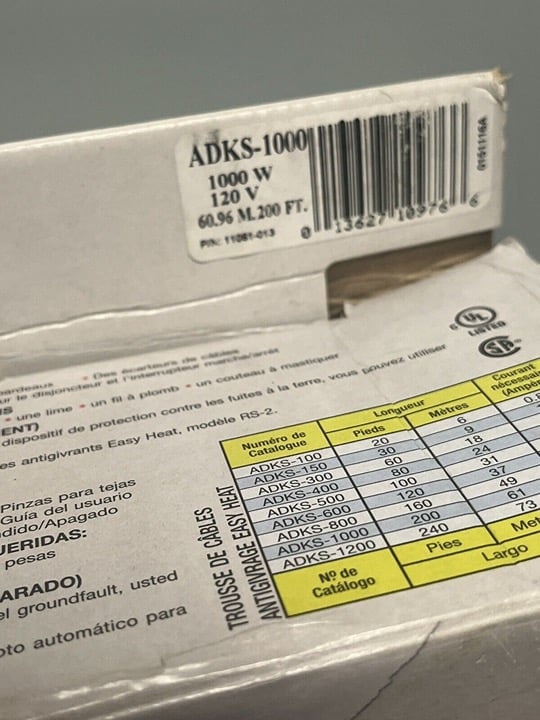 ADKS-1000
1000 W
120 V
60.96 M. 200 FT.
P/N: 11061-013
0 13627 10976 6
0151116A
• Des écarteurs de câbles
ur le disjoncteur et l'interrupteur marche/arrêt
• une lime • un fil à plomb • un couteau à mastiquer
ENT)
dispositif de protection contre les fuites à la terre, vous pouvez utiliser
es antigivrants Easy Heat, modèle RS-2.
C UL
LISTED
Pinzas para tejas
Guía del usuario
dido/Apagado
UERIDAS:
pesas
ARADO)
el groundfault, usted
oto automático para
TROUSSE DE CÂBLES
ANTIGIVRAGE EASY HEAT
Numéro de Catalogue Longueur Courant
Pieds Mètres
ADKS-100 20 6
ADKS-150 30 9
ADKS-300 60 18
ADKS-400 80 24
ADKS-500 100 31
ADKS-600 120 37
ADKS-800 160 49
ADKS-1000 200 61
ADKS-1200 240 73
Nº de Catálogo Pies Met
Largo